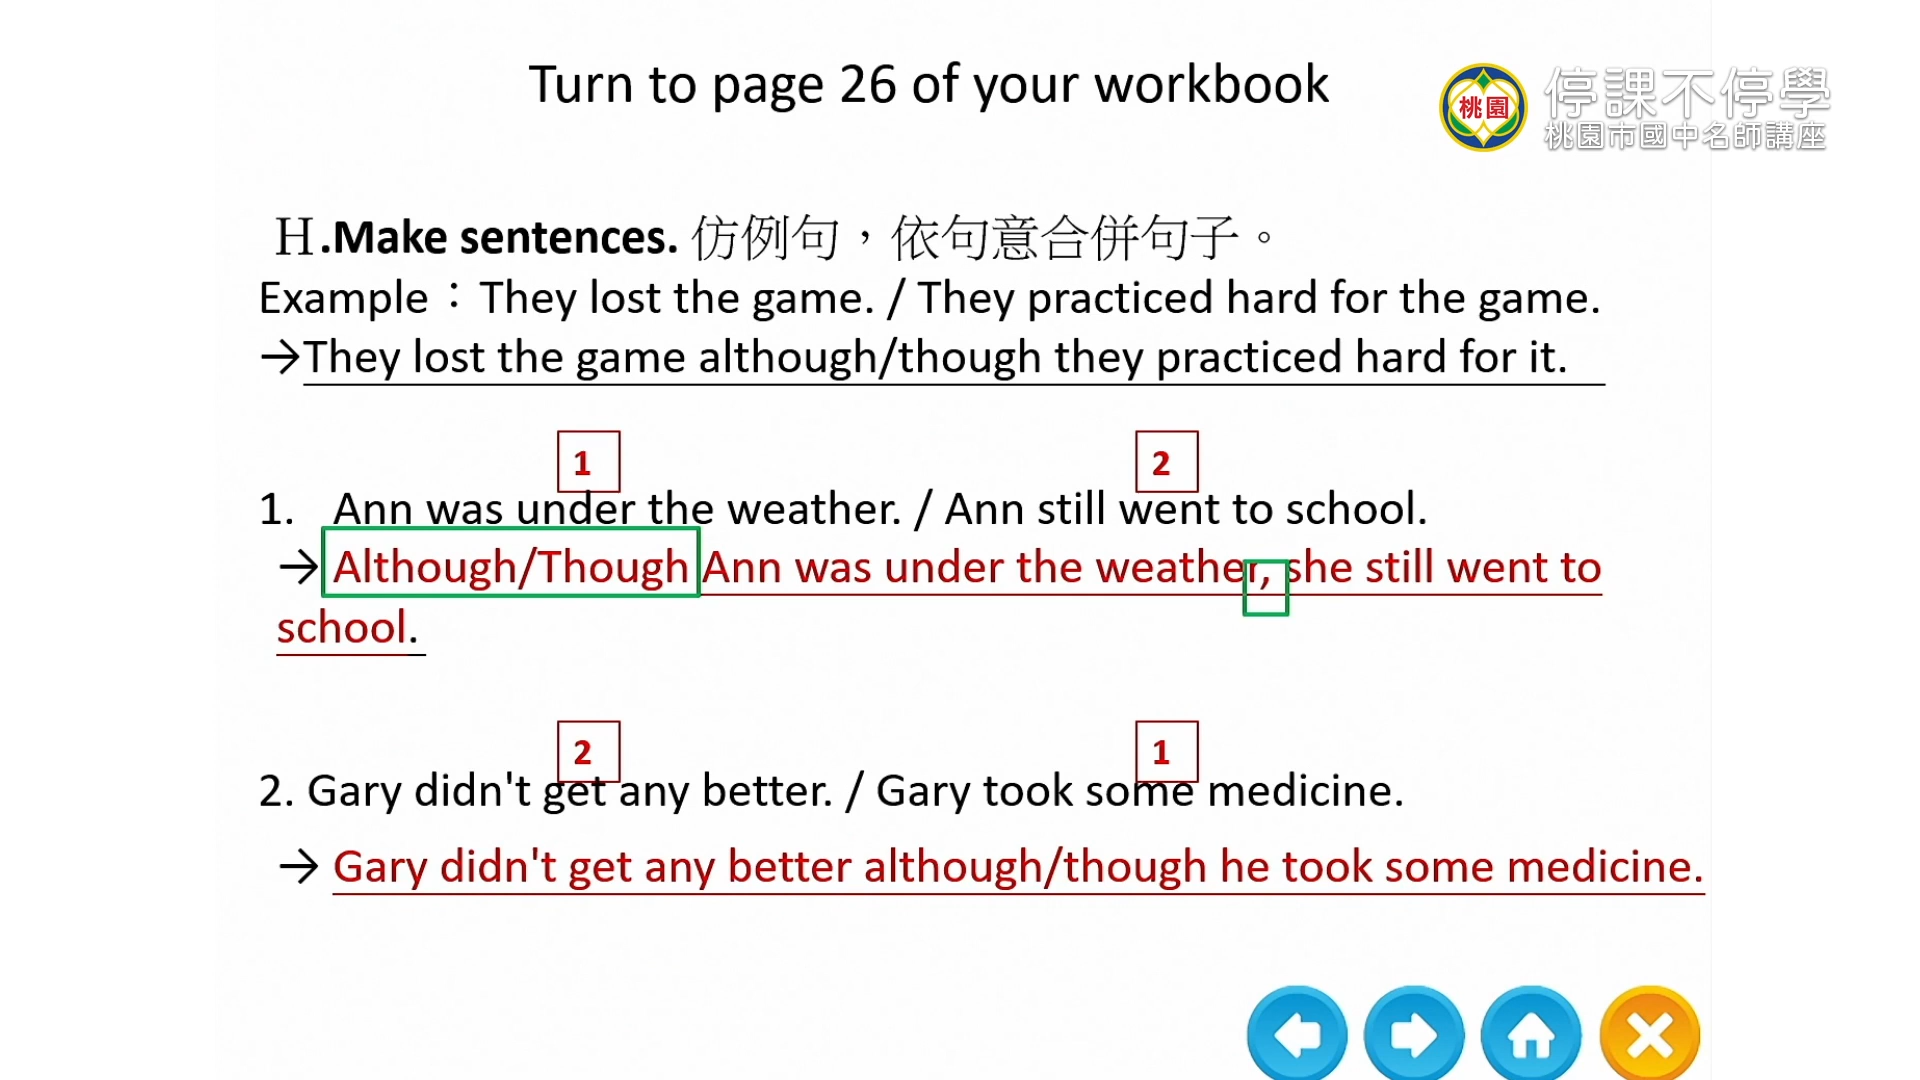 Turn to page 26 of your workbook
桃園
停課不停學
桃園市國中名師講座
H.Make sentences. 仿例句，依句意合併句子。
Example：They lost the game. / They practiced hard for the game.
→They lost the game although/though they practiced hard for it.
1 2
1. Ann was under the weather. / Ann still went to school.
→ Although/Though Ann was under the weather, she still went to
school.
2 1
2. Gary didn't get any better. / Gary took some medicine.
→ Gary didn't get any better although/though he took some medicine.